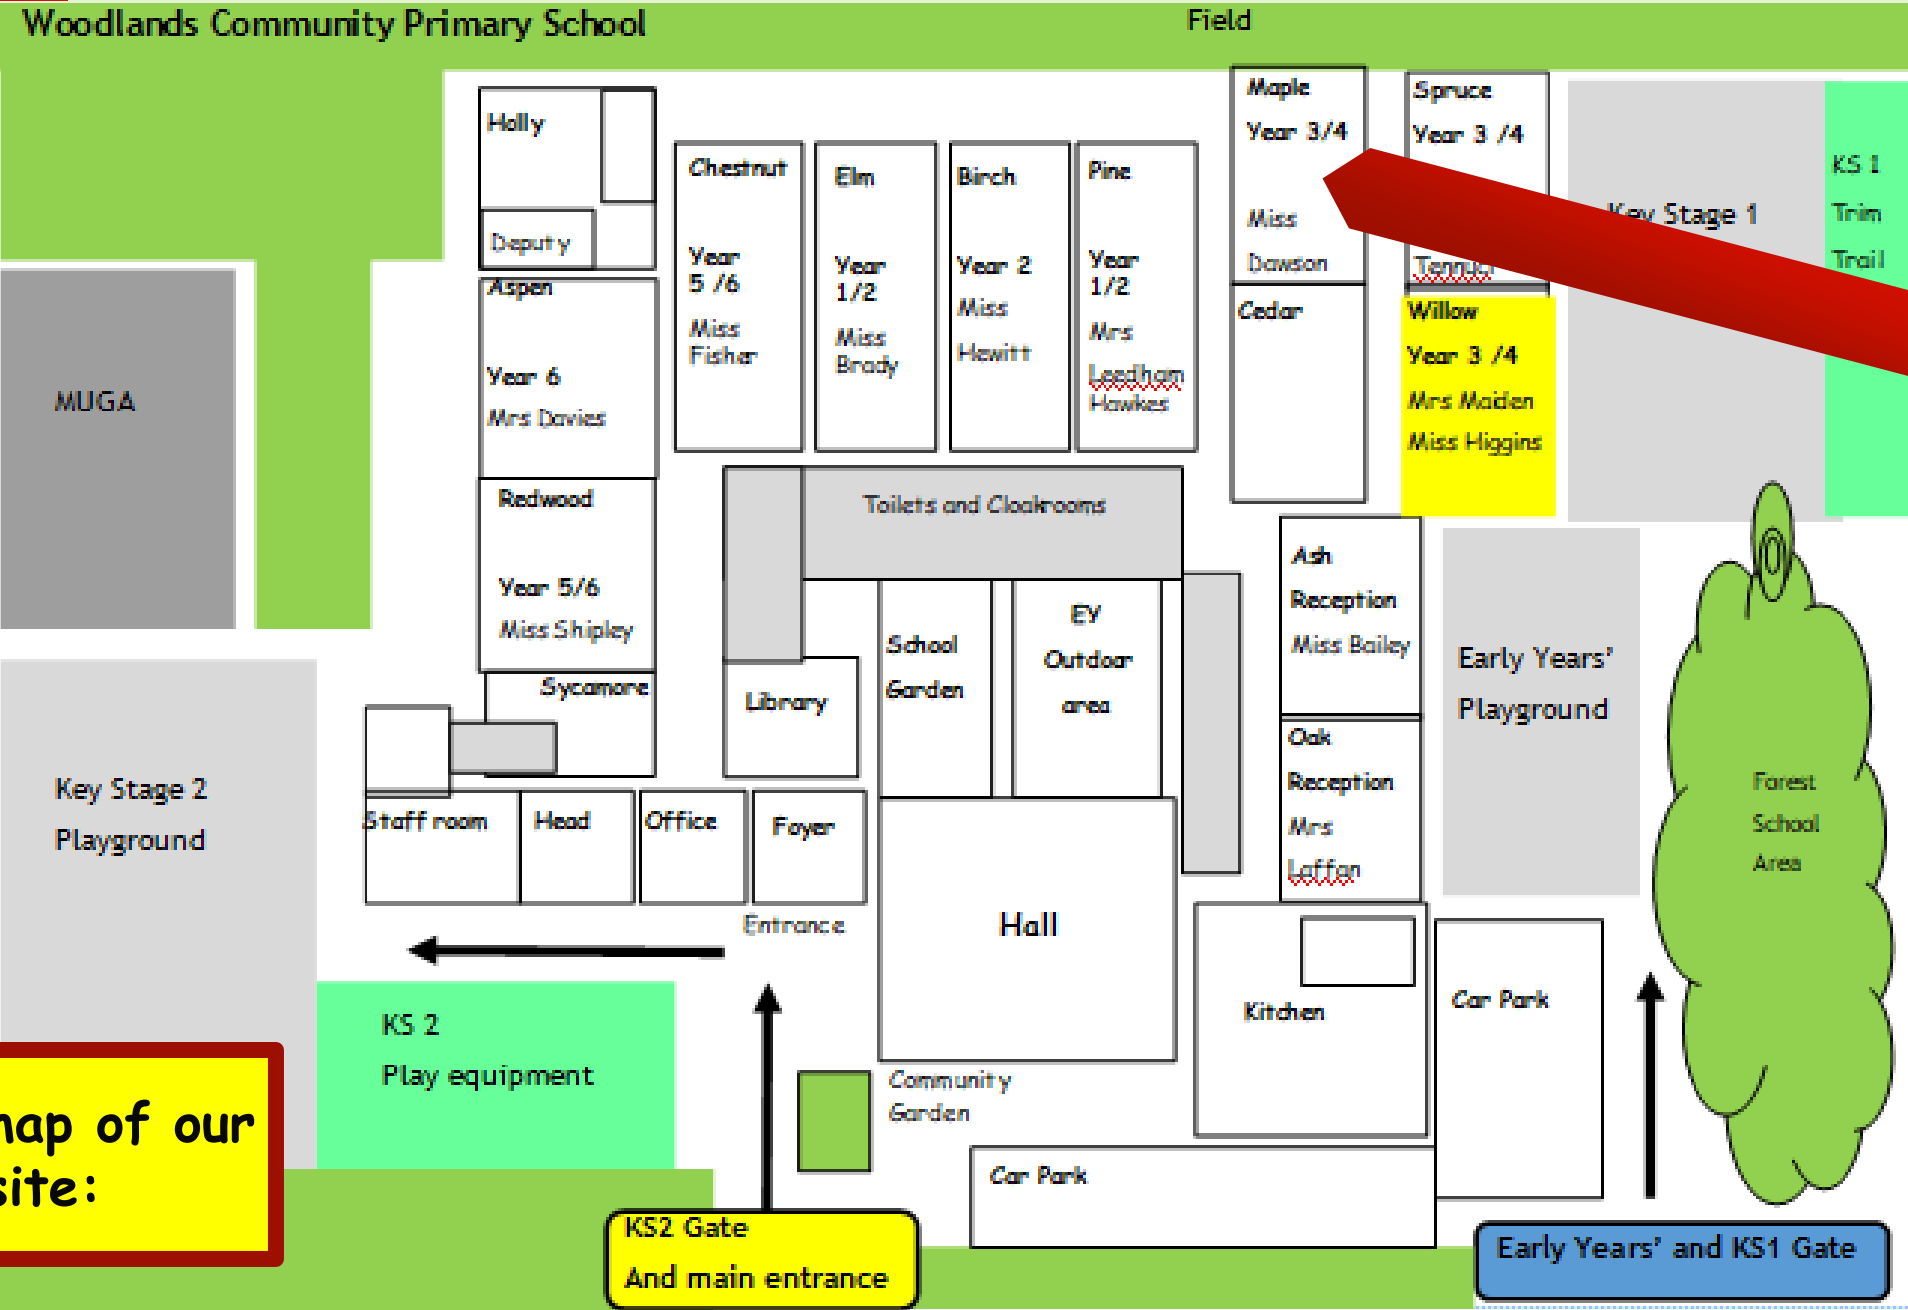 Woodlands Community Primary School
Field
Holly
Deputy
Chestnut
Year
5 /6
Miss
Fisher
Elm
Year
1/2
Miss
Brady
Birch
Year 2
Miss
Hewitt
Pine
Year
1/2
Mrs
Leedham
Hawkes
Maple
Year 3/4
Miss
Dawson
Spruce
Year 3 /4
Key Stage 1
KS 1
Trim
Trail
Aspen
Year 6
Mrs Davies
Cedar
Willow
Year 3 /4
Mrs Maiden
Miss Higgins
MUGA
Redwood
Year 5/6
Miss Shipley
Toilets and Cloakrooms
Ash
Reception
Miss Bailey
Early Years'
Playground
School
Garden
EY
Outdoor
area
Sycamore
Library
Oak
Reception
Mrs
Laffan
Forest
School
Area
Key Stage 2
Playground
Staff room
Head
Office
Foyer
Entrance
Hall
Kitchen
Car Park
KS 2
Play equipment
Community
Garden
map of our
site:
Car Park
KS2 Gate
And main entrance
Early Years' and KS1 Gate